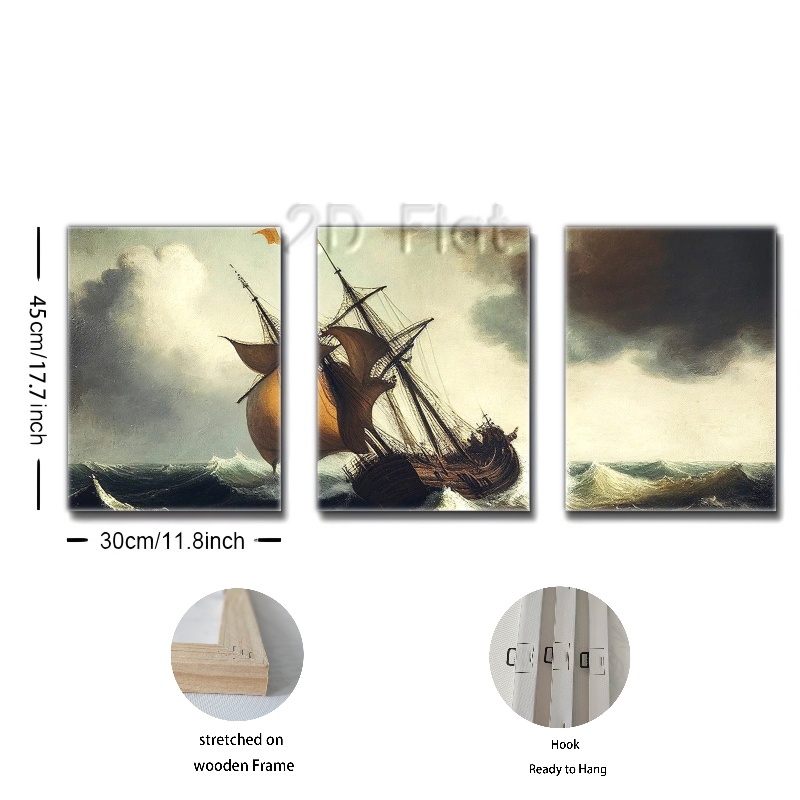 2D Flat
45cm/17.7inch
30cm/11.8inch
stretched on
wooden Frame
Hook
Ready to Hang